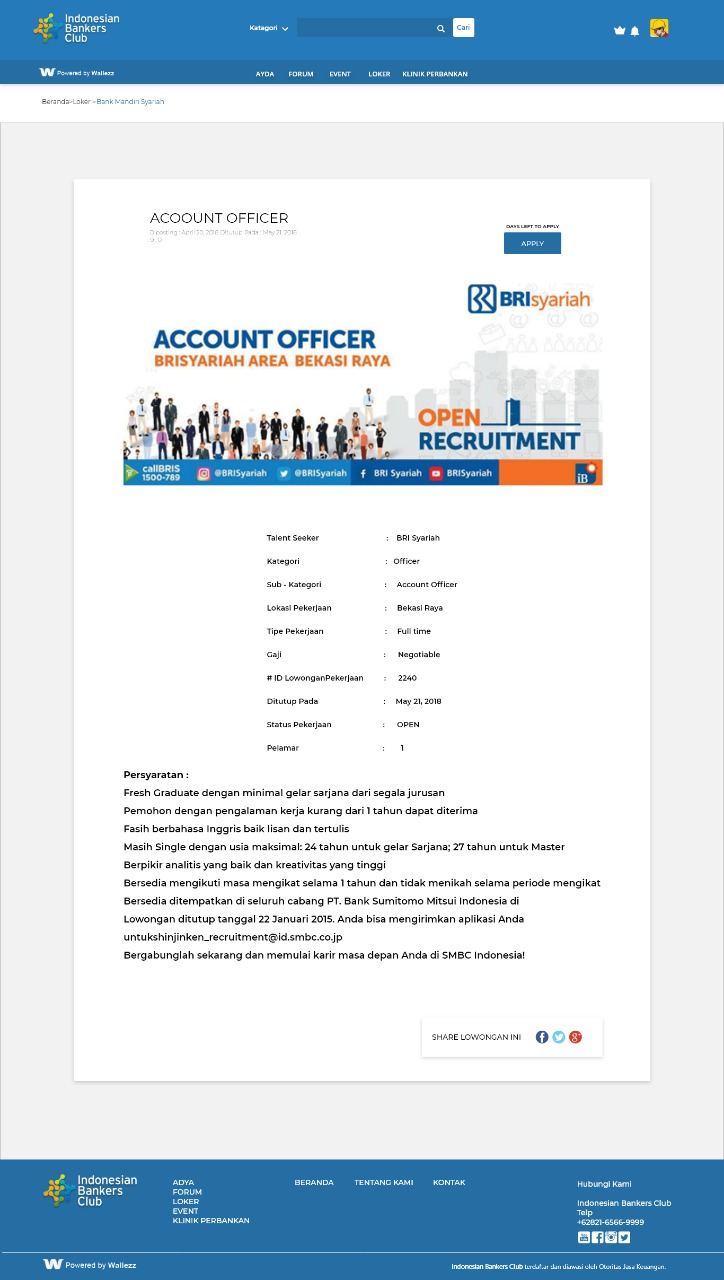 Indonesian
Bankers
Club
Katagori
Cari
Powered by Wallezz
AYDA FORUM EVENT LOKER KLINIK PERBANKAN
Beranda>Loker >Bank Mandiri Syariah
ACOOUNT OFFICER
Diposting : April 20, 2018 Ditutup Pada : May 21, 2018
DAYS LEFT TO APPLY
APPLY
BRIsyariah
ACCOUNT OFFICER
BRISYARIAH AREA BEKASI RAYA
OPEN
RECRUITMENT
callBRIS
1500-789
@BRISyariah @BRISyariah BRI Syariah BRISyariah
iB
Talent Seeker : BRI Syariah
Kategori : Officer
Sub - Kategori : Account Officer
Lokasi Pekerjaan : Bekasi Raya
Tipe Pekerjaan : Full time
Gaji : Negotiable
# ID LowonganPekerjaan : 2240
Ditutup Pada : May 21, 2018
Status Pekerjaan : OPEN
Pelamar : 1
Persyaratan :
Fresh Graduate dengan minimal gelar sarjana dari segala jurusan
Pemohon dengan pengalaman kerja kurang dari 1 tahun dapat diterima
Fasih berbahasa Inggris baik lisan dan tertulis
Masih Single dengan usia maksimal: 24 tahun untuk gelar Sarjana; 27 tahun untuk Master
Berpikir analitis yang baik dan kreativitas yang tinggi
Bersedia mengikuti masa mengikat selama 1 tahun dan tidak menikah selama periode mengikat
Bersedia ditempatkan di seluruh cabang PT. Bank Sumitomo Mitsui Indonesia di
Lowongan ditutup tanggal 22 Januari 2015. Anda bisa mengirimkan aplikasi Anda
untukshinjinken_recruitment@id.smbc.co.jp
Bergabunglah sekarang dan memulai karir masa depan Anda di SMBC Indonesia!
SHARE LOWONGAN INI
Indonesian
Bankers
Club
ADYA
FORUM
LOKER
EVENT
KLINIK PERBANKAN
BERANDA TENTANG KAMI KONTAK
Hubungi Kami
Indonesian Bankers Club
Telp
+62821-6566-9999
Powered by Wallezz
Indonesian Bankers Club terdaftar dan diawasi oleh Otoritas Jasa Keuangan.